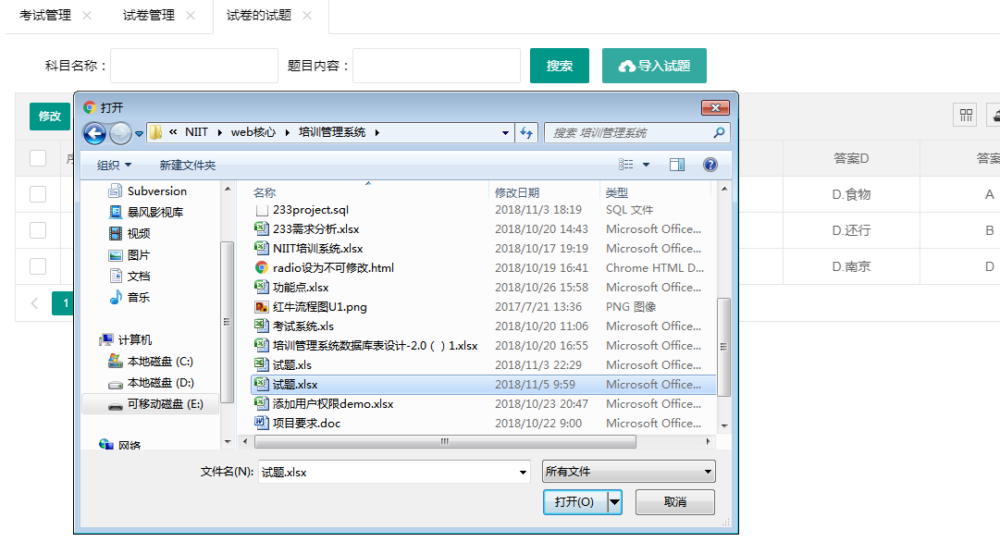 考试管理 试卷管理 试卷的试题
科目名称： 题目内容： 搜索 导入试题
修改
答案D
D.食物 A
D.还行 B
D.南京 D
1
打开
« NIIT web核心 培训管理系统
搜索 培训管理系统
组织 新建文件夹
Subversion
暴风影视库
视频
图片
文档
音乐
计算机
本地磁盘 (C:)
本地磁盘 (D:)
可移动磁盘 (E:)
网络
名称 修改日期 类型
233project.sql 2018/11/3 18:19 SQL 文件
233需求分析.xlsx 2018/10/20 14:43 Microsoft Office...
NIIT培训系统.xlsx 2018/10/17 19:19 Microsoft Office...
radio设为不可修改.html 2018/10/19 16:41 Chrome HTML D...
功能点.xlsx 2018/10/26 15:58 Microsoft Office...
红牛流程图U1.png 2017/7/21 13:36 PNG 图像
考试系统.xls 2018/10/20 11:06 Microsoft Office...
培训管理系统数据库表设计-2.0 ( ) 1.xlsx 2018/10/20 16:55 Microsoft Office...
试题.xls 2018/11/3 22:29 Microsoft Office...
试题.xlsx 2018/11/5 9:59 Microsoft Office...
添加用户权限demo.xlsx 2018/10/23 20:47 Microsoft Office...
项目要求.doc 2018/10/22 9:00 Microsoft Office...
文件名(N): 试题.xlsx 所有文件
打开(O) 取消